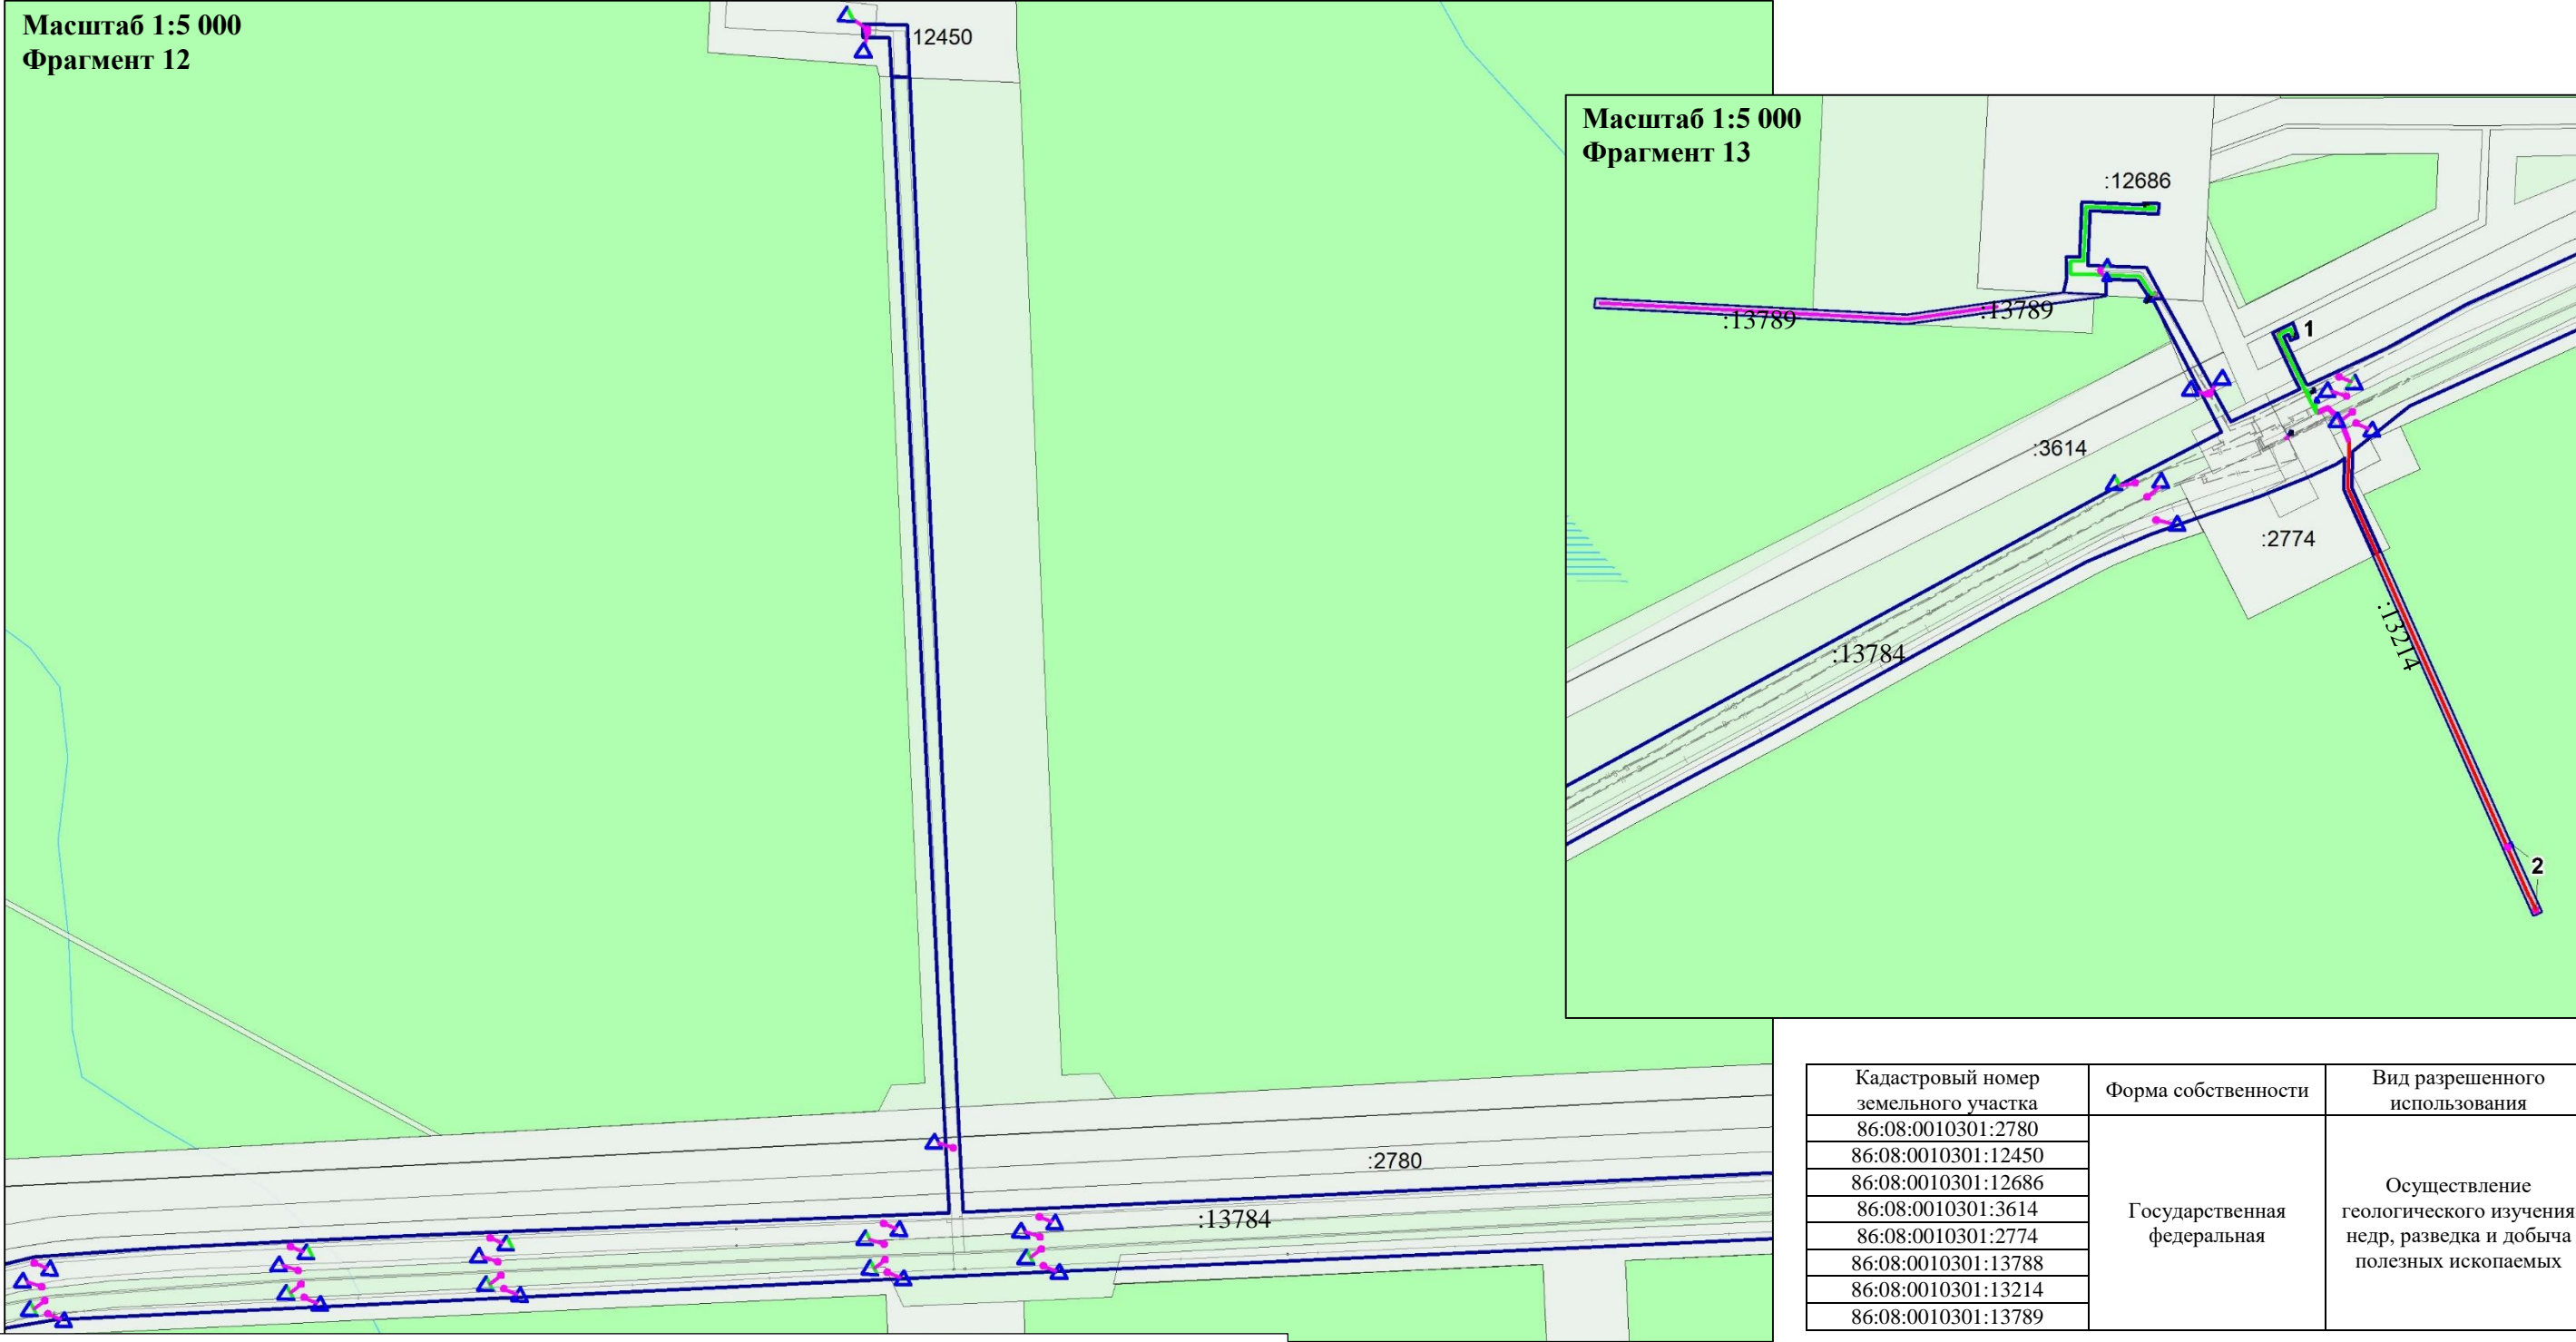 Масштаб 1:5 000
Фрагмент 12
12450
:2780
:13784
Масштаб 1:5 000
Фрагмент 13
:12686
:13789
:13789
1
:3614
:2774
:13784
:13214
2
Кадастровый номер
земельного участка
Форма собственности
Вид разрешенного
использования
86:08:0010301:2780
86:08:0010301:12450
86:08:0010301:12686
86:08:0010301:3614
86:08:0010301:2774
86:08:0010301:13788
86:08:0010301:13214
86:08:0010301:13789
Государственная
федеральная
Осуществление
геологического изучения
недр, разведка и добыча
полезных ископаемых